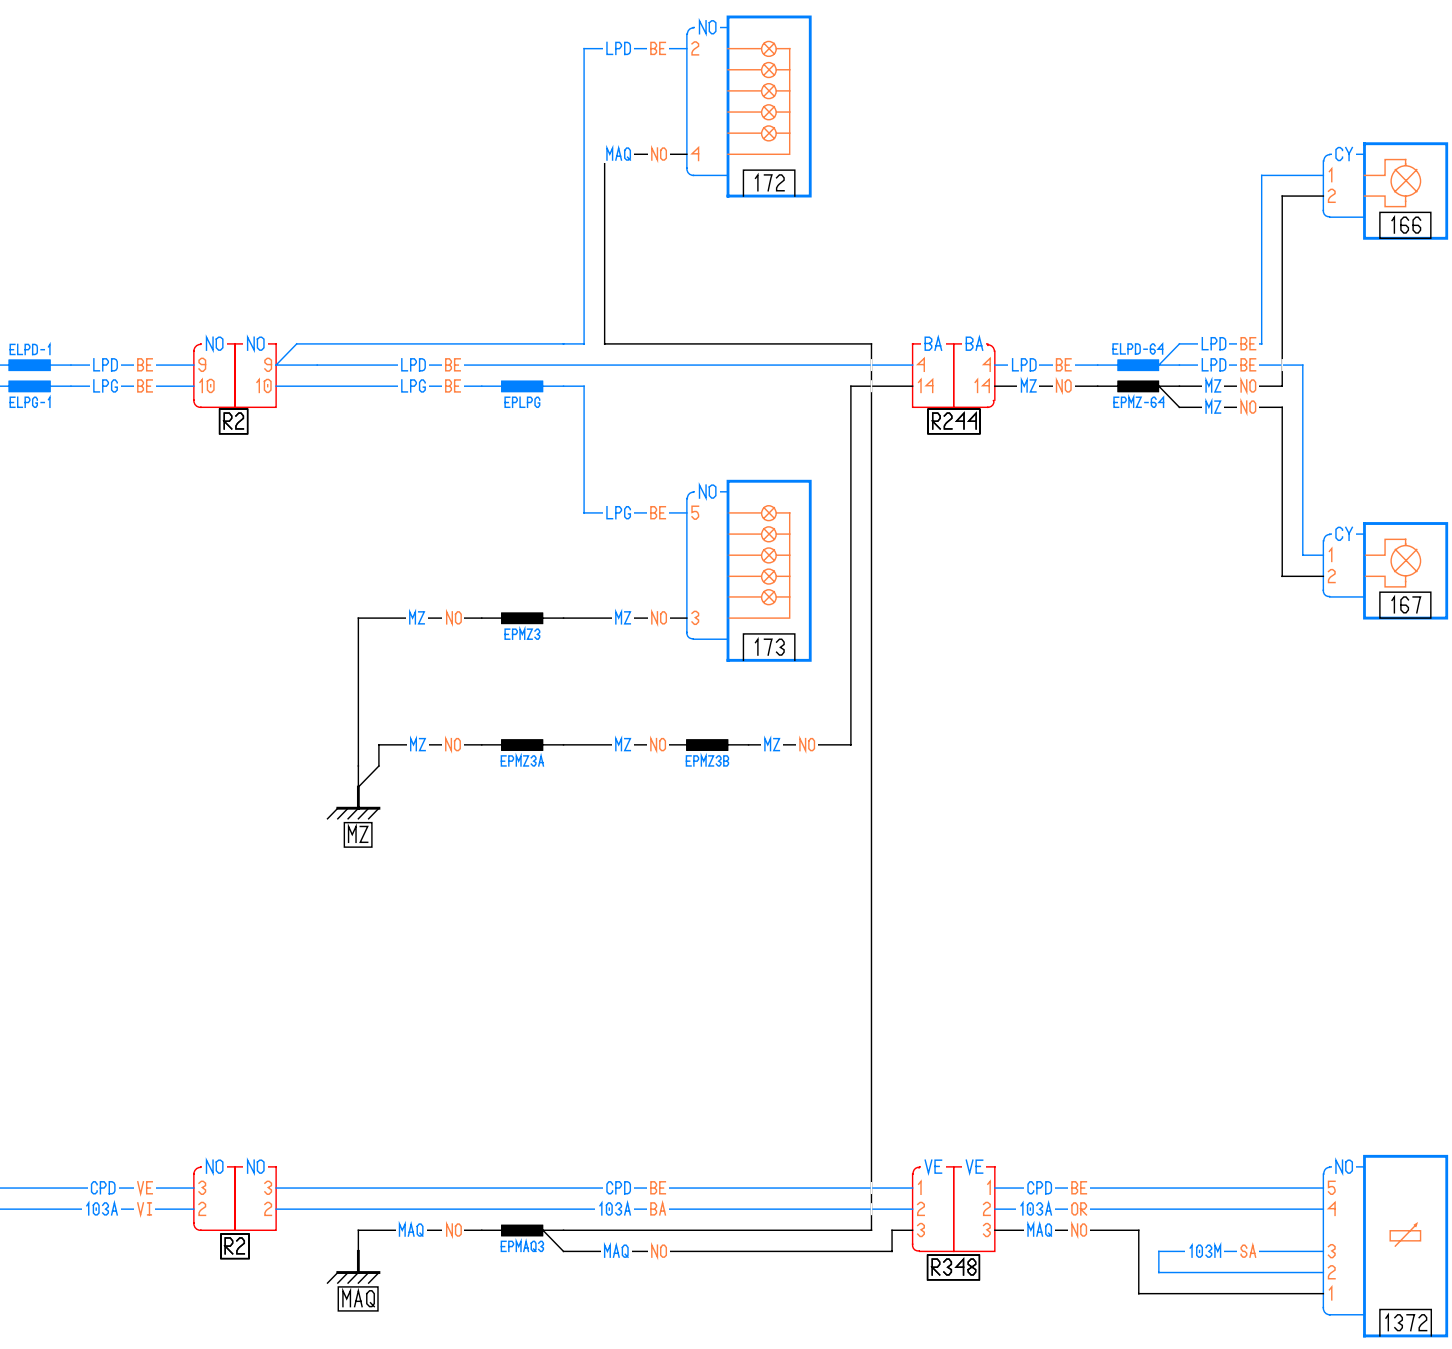 NO
LPD BE 2
MAQ NO 4
172
CY
1
2
166
ELPD-1
NO NO
BA BA
LPD BE
ELPD-64
LPD BE 9 9 LPD BE 4 4 LPD BE LPD BE
LPG BE 10 10 LPG BE 14 14 MZ NO MZ NO
ELPG-1
EPLPG
EPMZ-64
MZ NO
R2
R244
NO
LPG BE 5
CY
1
2
167
MZ NO MZ NO 3
EPMZ3
173
MZ NO MZ NO MZ NO
EPMZ3A
EPMZ3B
MZ
NO NO
VE VE
NO
CPD VE 3 3 CPD BE 1 1 CPD BE 5
103A VI 2 2 103A BA 2 2 103A OR 4
MAQ NO 3 3 MAQ NO
R2
EPMAQ3
MAQ NO
103M SA 3
R348
2
1
MAQ
1372